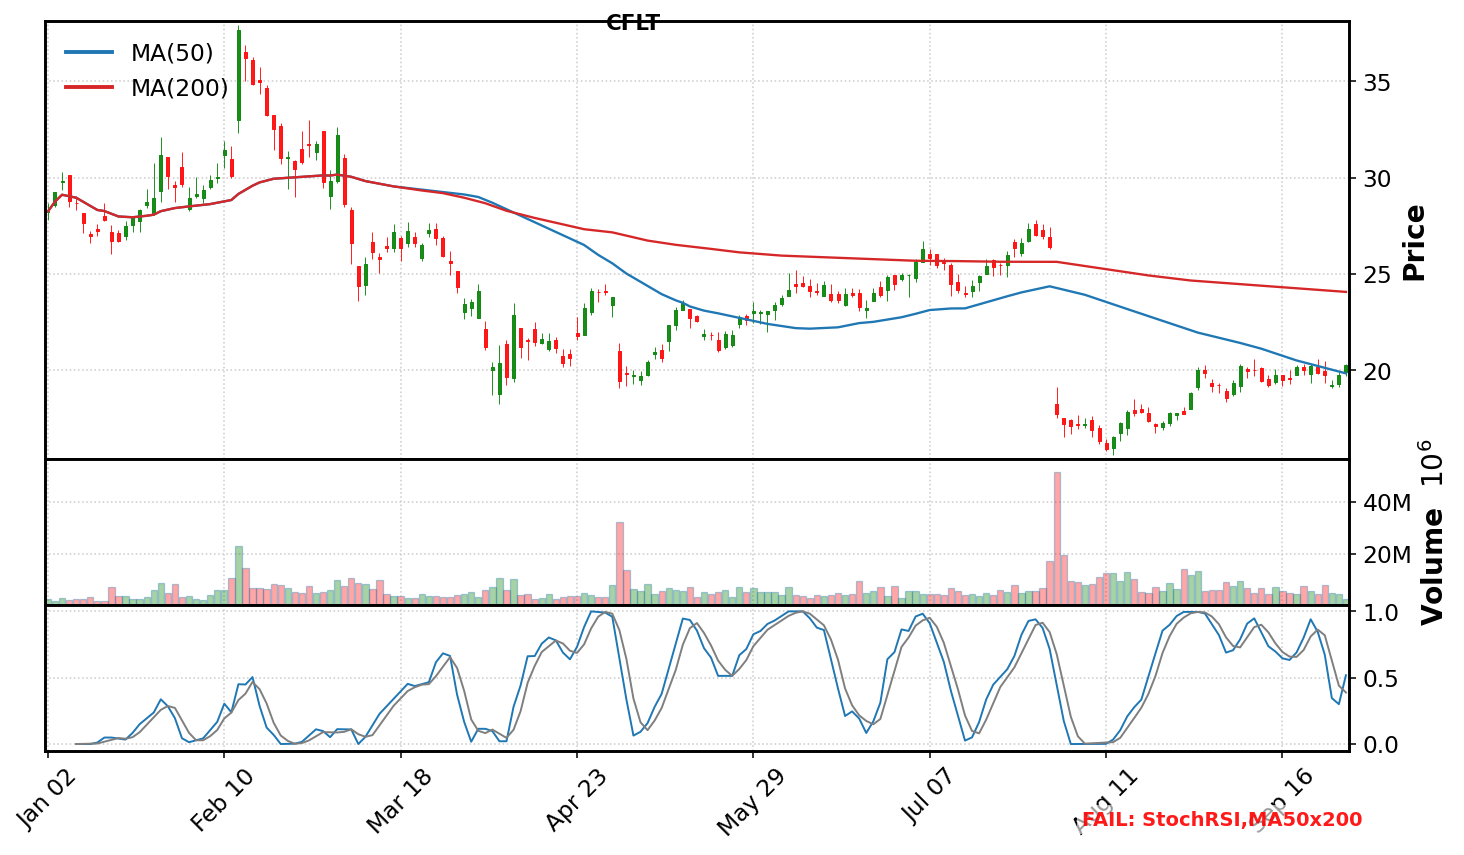 CFLT
MA(50)
MA(200)
35
30
25
20
Price
40M
20M
Volume 10^6
1.0
0.5
0.0
Jan 02
Feb 10
Mar 18
Apr 23
May 29
Jul 07
Aug 11
Sep 16
FAIL: StochRSI,MA50x200